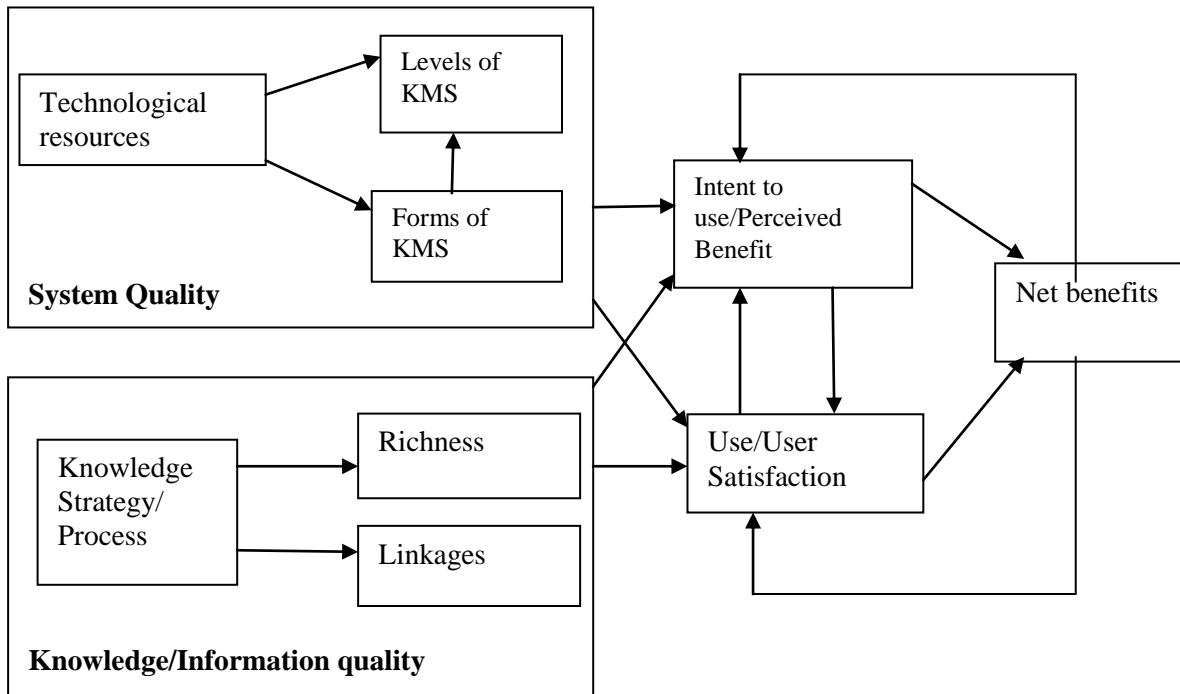 Technological
resources
Levels of
KMS
Forms of
KMS
System Quality
Knowledge
Strategy/
Process
Richness
Linkages
Knowledge/Information quality
Intent to
use/Perceived
Benefit
Use/User
Satisfaction
Net benefits